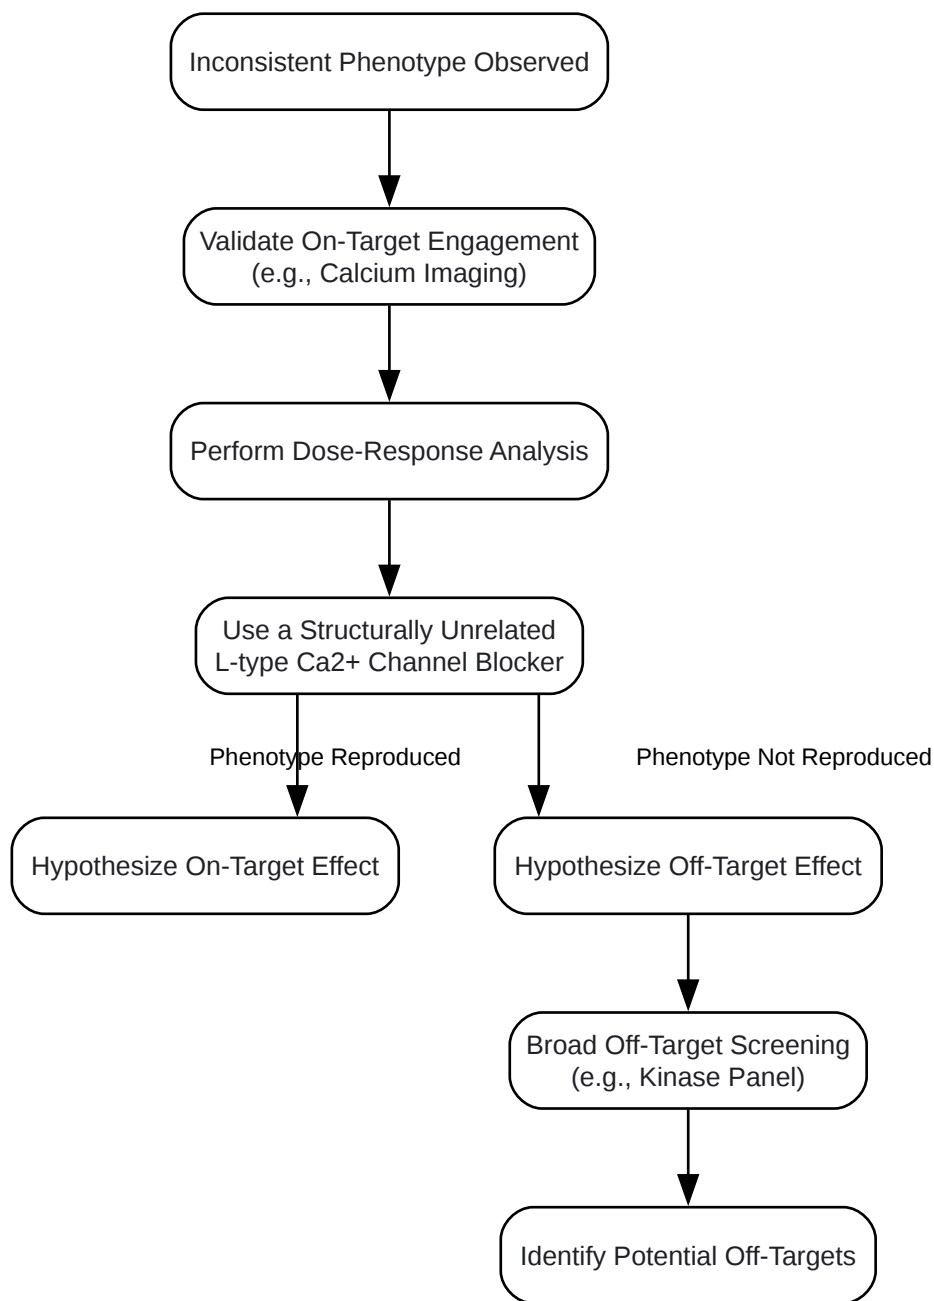 Inconsistent Phenotype Observed
Validate On-Target Engagement
(e.g., Calcium Imaging)
Perform Dose-Response Analysis
Use a Structurally Unrelated
L-type Ca2+ Channel Blocker
Phenotype Reproduced
Phenotype Not Reproduced
Hypothesize On-Target Effect
Hypothesize Off-Target Effect
Broad Off-Target Screening
(e.g., Kinase Panel)
Identify Potential Off-Targets